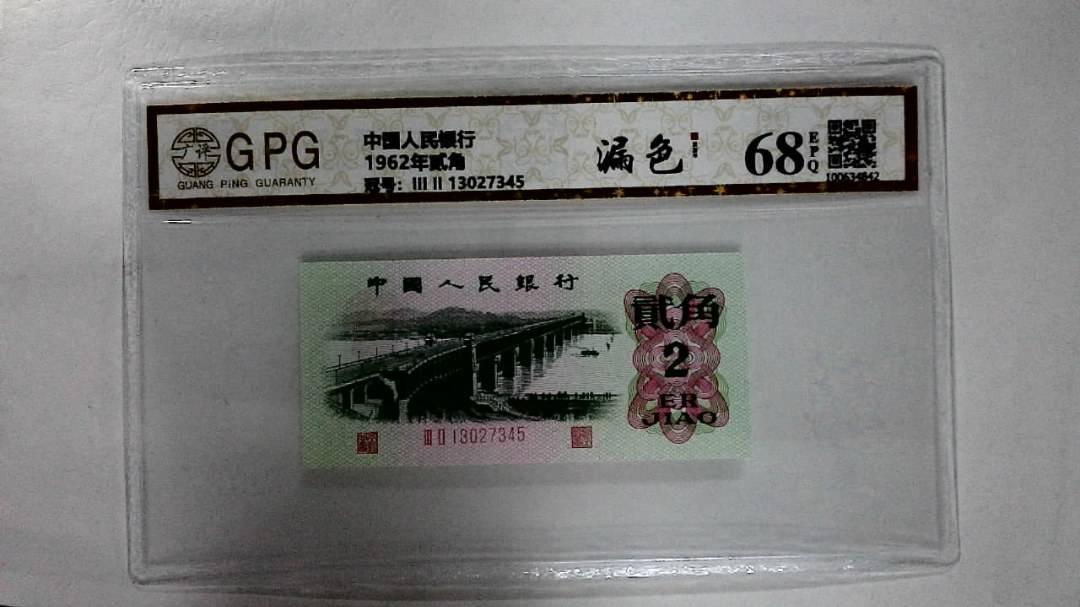 广评
GPG
GUANG PING GUARANTY
中国人民银行
1962年贰角
冠号: III II 13027345
漏色
68
EPQ
100634842
中國人民銀行
貳角
2
ER
JIAO
III II 13027345